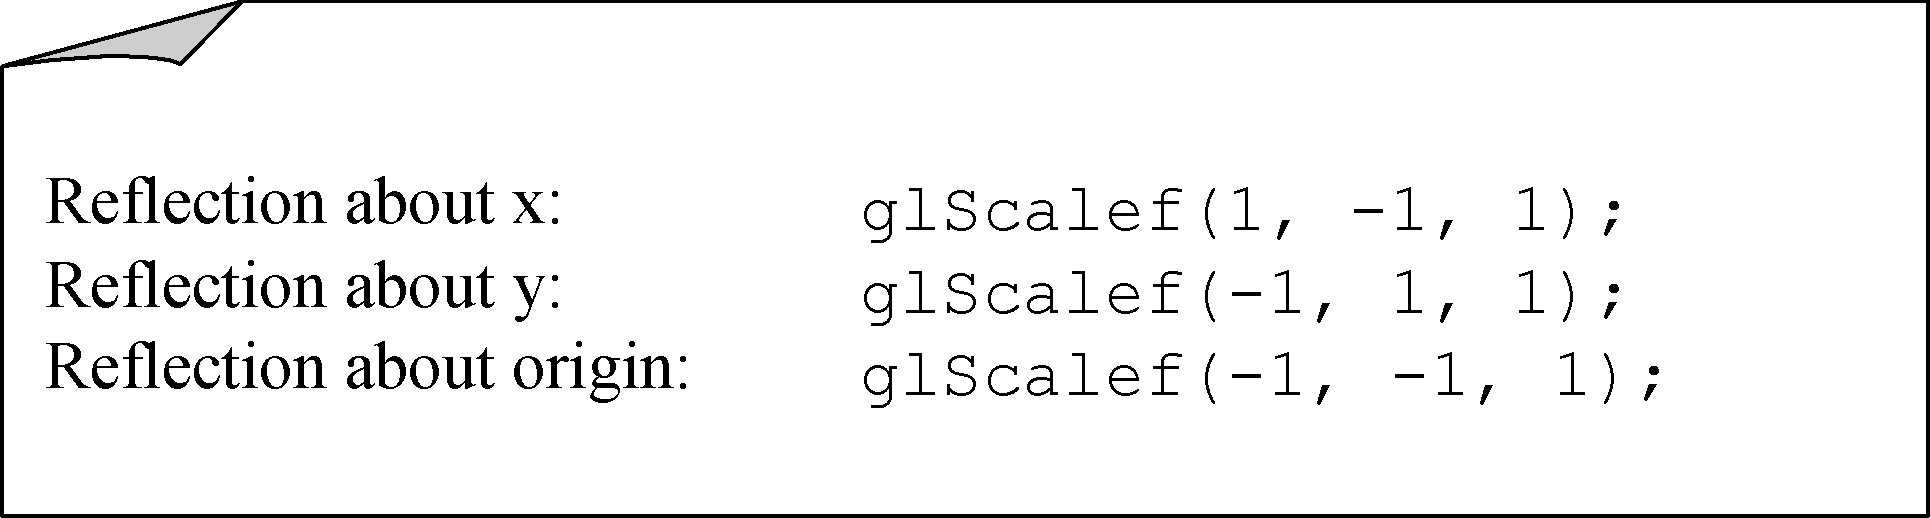 Reflection about x: glScalef(1, -1, 1);
Reflection about y: glScalef(-1, 1, 1);
Reflection about origin: glScalef(-1, -1, 1);